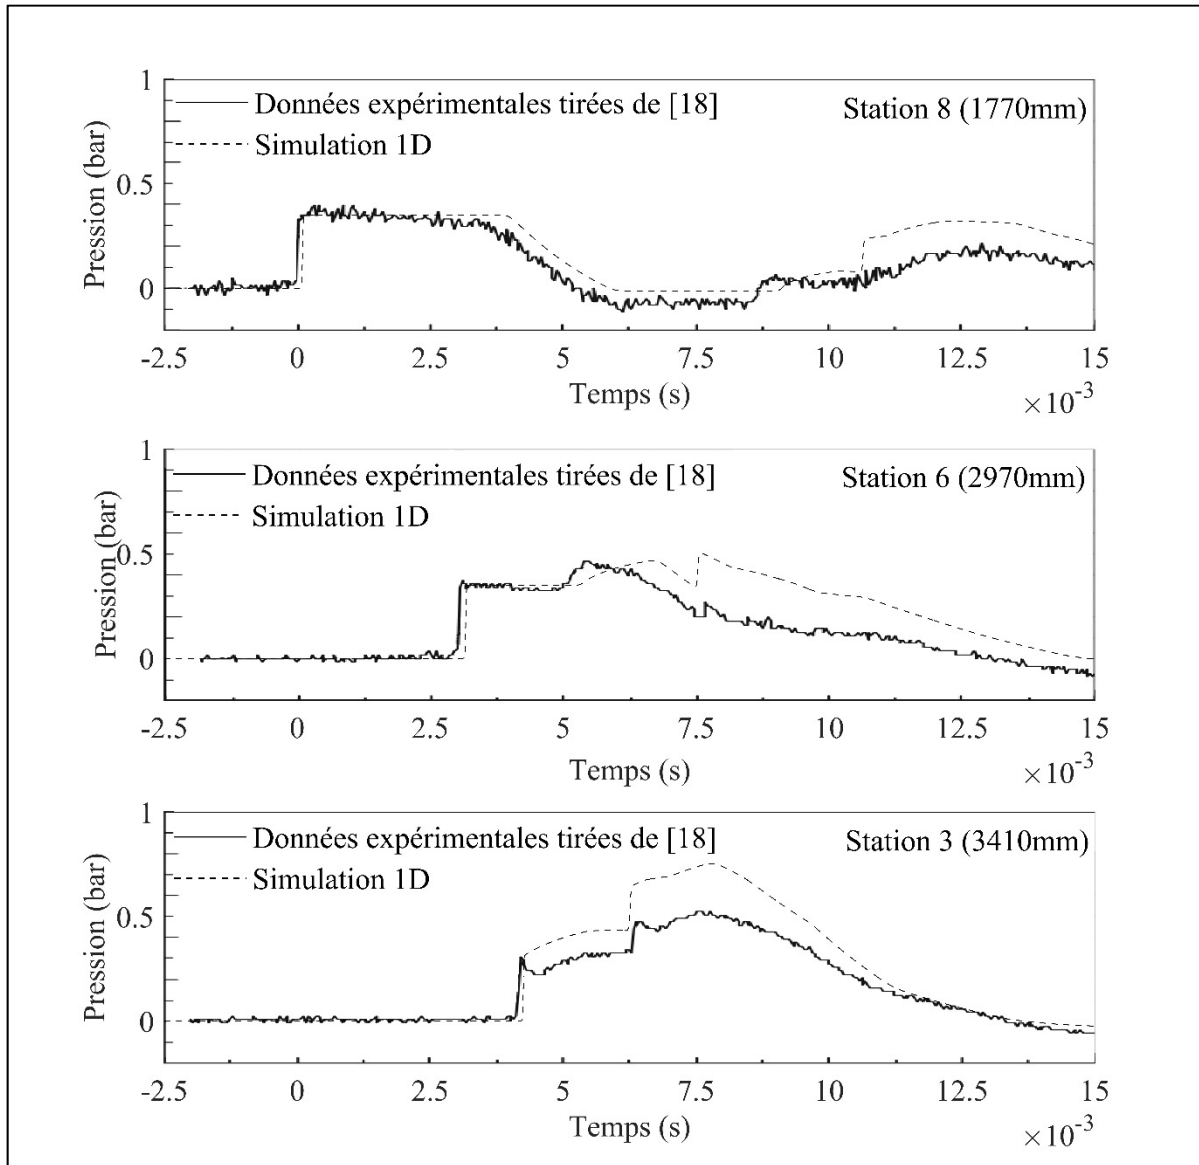 1
Données expérimentales tirées de [18]
Station 8 (1770mm)
Simulation 1D
0.5
Pression (bar)
0
-2.5 0 2.5 5 7.5 10 12.5 15
Temps (s)
×10-3
1
Données expérimentales tirées de [18]
Station 6 (2970mm)
Simulation 1D
0.5
Pression (bar)
0
-2.5 0 2.5 5 7.5 10 12.5 15
Temps (s)
×10-3
1
Données expérimentales tirées de [18]
Station 3 (3410mm)
Simulation 1D
0.5
Pression (bar)
0
-2.5 0 2.5 5 7.5 10 12.5 15
Temps (s)
×10-3